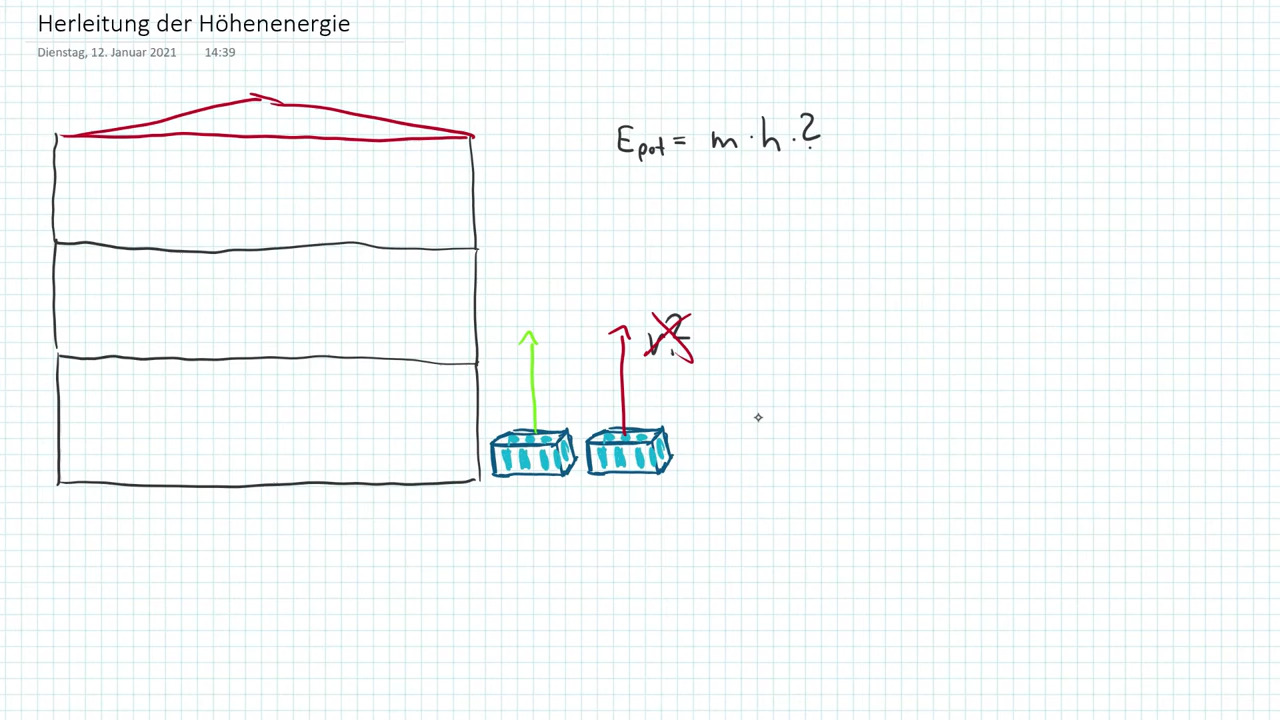 Herleitung der Höhenenergie
Dienstag, 12. Januar 2021 14:39
E_pot = m · h · ?
v?